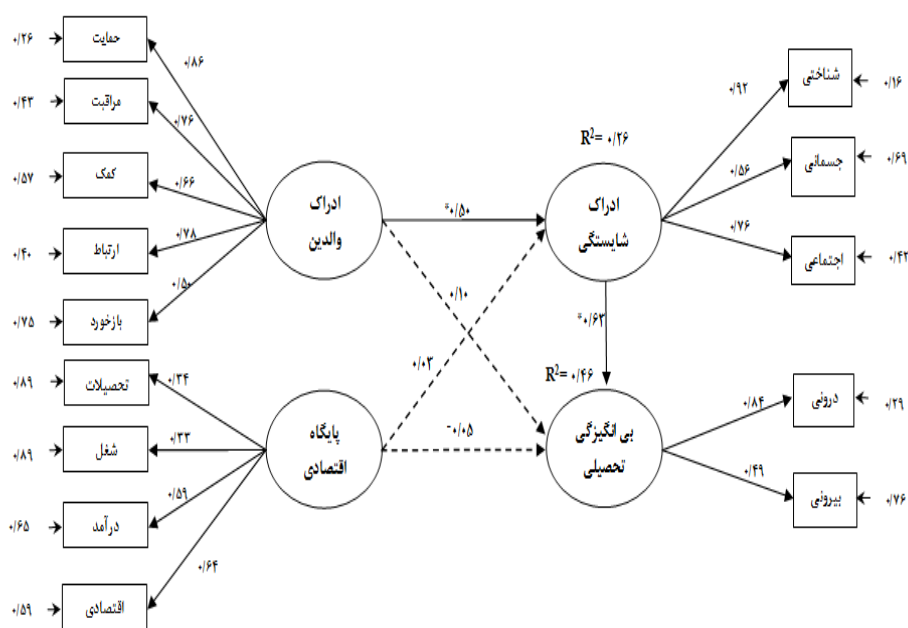 حمایت
۰/۲۶
۰/۸۶
مراقبت
۰/۴۳
۰/۷۶
کمک
۰/۵۷
۰/۶۶
ارتباط
۰/۴۰
۰/۷۸
بازخورد
۰/۷۵
۰/۵۰
تحصیلات
۰/۸۹
۰/۳۴
شغل
۰/۸۹
۰/۳۳
درآمد
۰/۶۵
۰/۵۹
اقتصادی
۰/۵۹
۰/۶۴
ادراک
والدین
پایگاه
اقتصادی
*۰/۵۰
۰/۱۰
۰/۰۳
-۰/۰۵
R²= ۰/۲۶
ادراک
شایستگی
*۰/۶۳
R²= ۰/۴۶
بی انگیزگی
تحصیلی
شناختی
۰/۹۲
۰/۱۶
جسمانی
۰/۵۶
۰/۶۹
اجتماعی
۰/۷۶
۰/۴۲
درونی
۰/۸۴
۰/۲۹
بیرونی
۰/۴۹
۰/۷۶